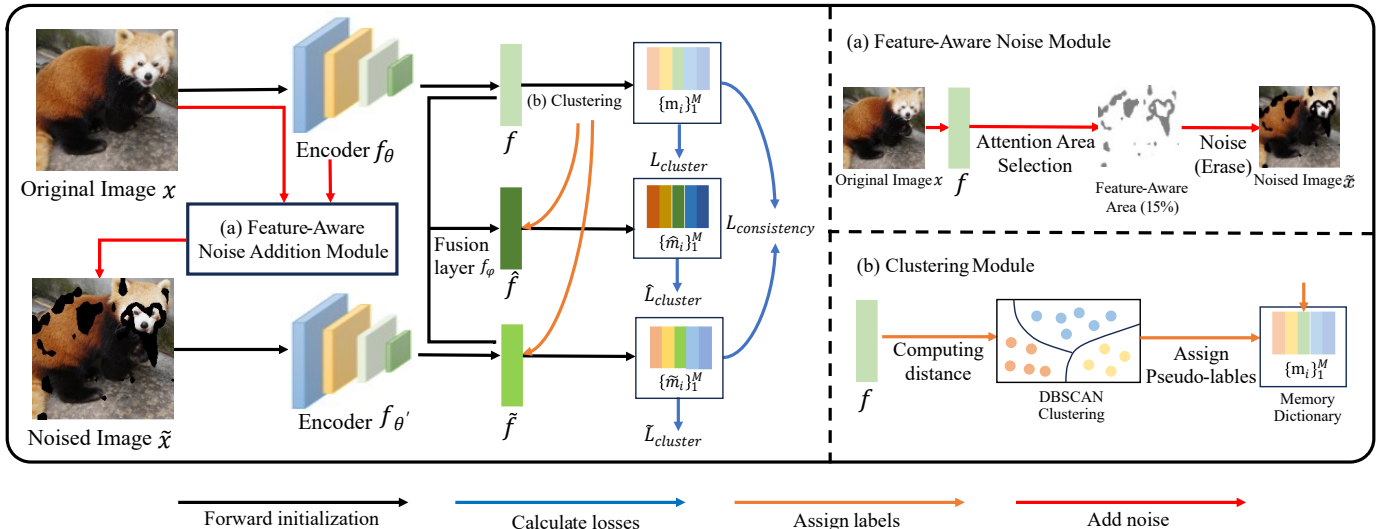 Original Image x
Encoder f_θ
(a) Feature-Aware
Noise Addition Module
Noised Image x̃
Encoder f_θ′
f
(b) Clustering
Fusion
layer f_φ
f̂
f̃
{m_i}_1^M
L_cluster
{m̂_i}_1^M
L̂_cluster
{m̃_i}_1^M
L̃_cluster
L_consistency
(a) Feature-Aware Noise Module
Original Image x
f
Attention Area
Selection
Feature-Aware
Area (15%)
Noise
(Erase)
Noised Image x̃
(b) Clustering Module
f
Computing
distance
DBSCAN
Clustering
Assign
Pseudo-lables
{m_i}_1^M
Memory
Dictionary
Forward initialization
Calculate losses
Assign labels
Add noise